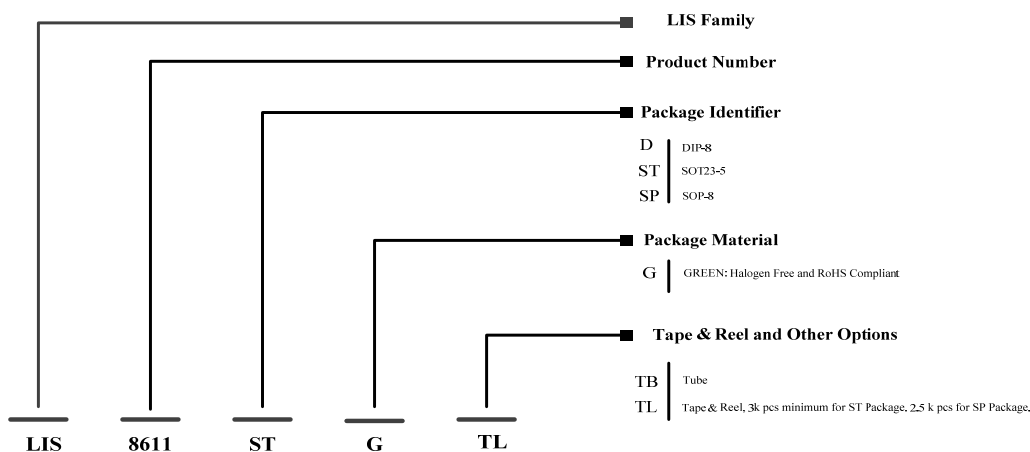 LIS Family
Product Number
Package Identifier
D DIP-8
ST SOT23-5
SP SOP-8
Package Material
G GREEN: Halogen Free and RoHS Compliant
Tape & Reel and Other Options
TB Tube
TL Tape & Reel, 3k pcs minimum for ST Package, 2.5 k pcs for SP Package,
LIS 8611 ST G TL